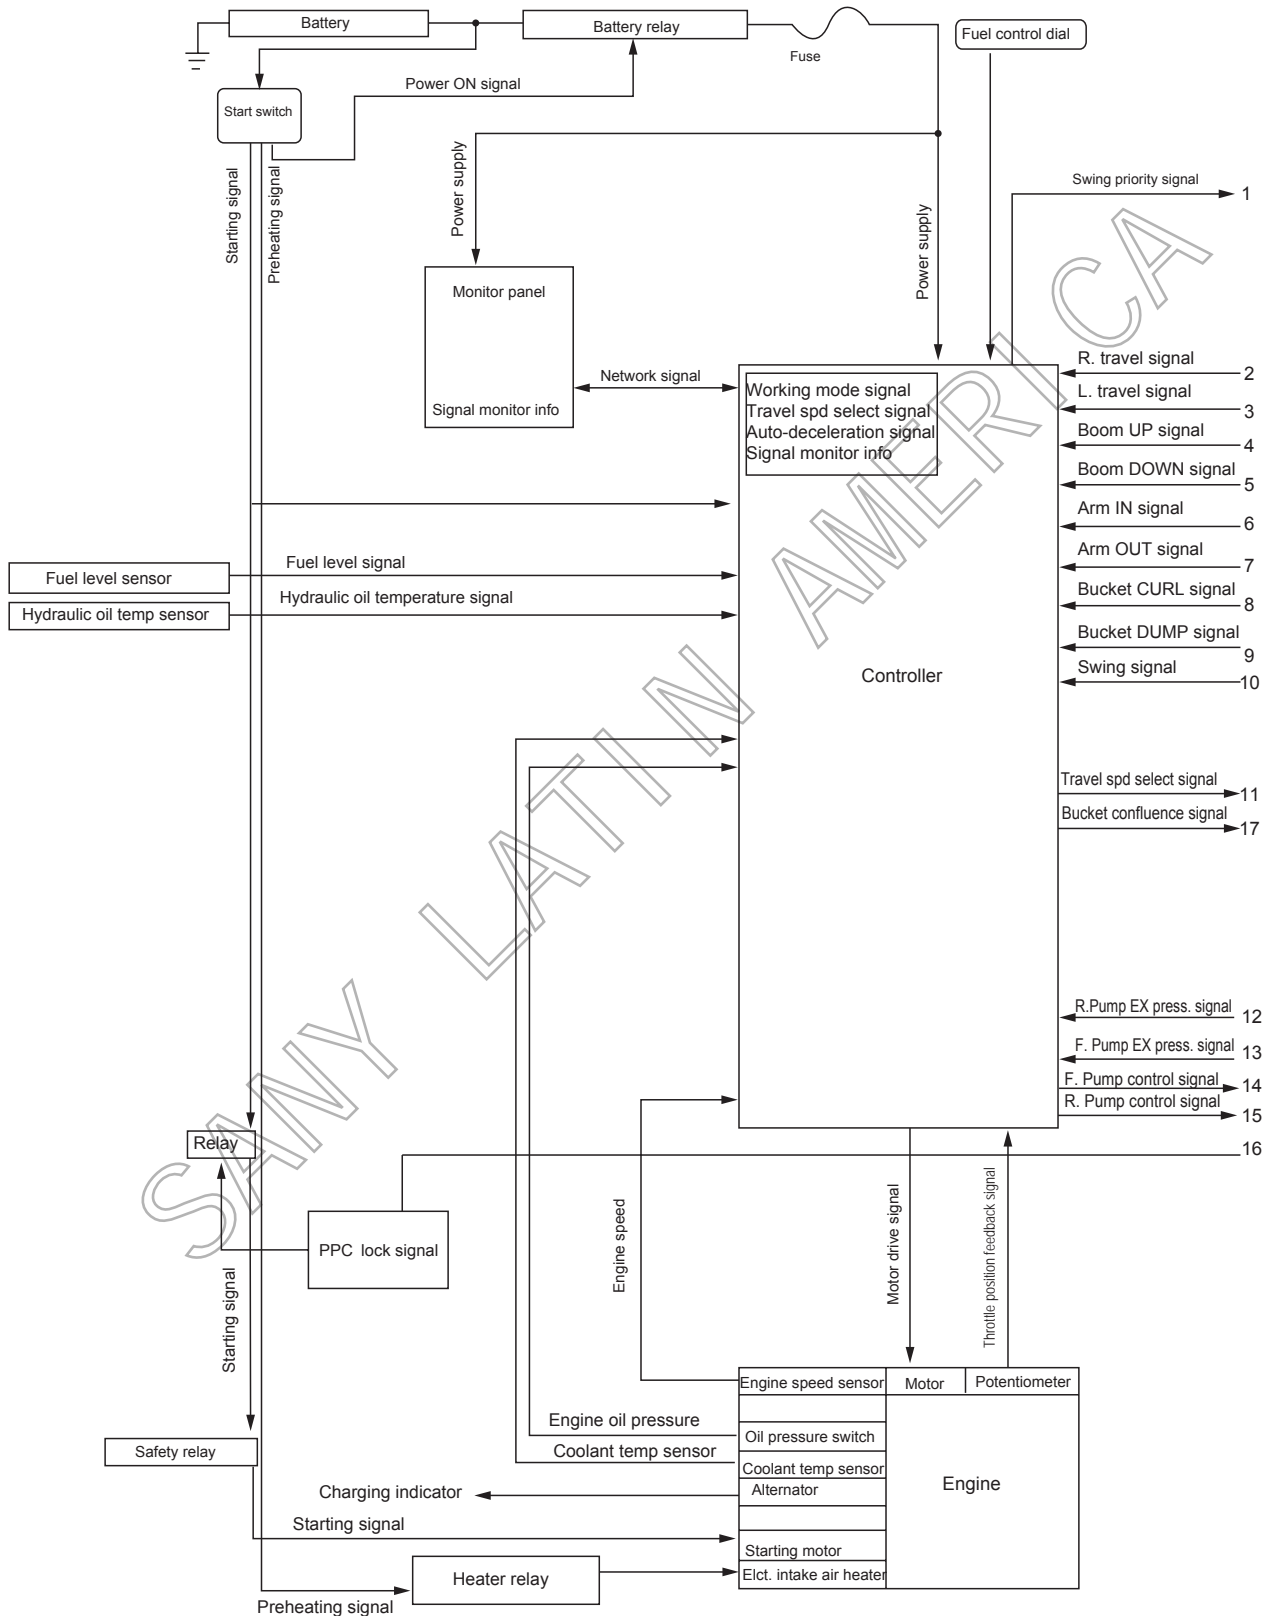 Battery
Battery relay
Fuse
Fuel control dial
Start switch
Power ON signal
Starting signal
Preheating signal
Power supply
Power supply
Swing priority signal
1
Monitor panel
Signal monitor info
Network signal
Working mode signal
Travel spd select signal
Auto-deceleration signal
Signal monitor info
R. travel signal
2
L. travel signal
3
Boom UP signal
4
Boom DOWN signal
5
Arm IN signal
6
Arm OUT signal
7
Bucket CURL signal
8
Bucket DUMP signal
9
Swing signal
10
Fuel level sensor
Fuel level signal
Hydraulic oil temp sensor
Hydraulic oil temperature signal
Controller
Travel spd select signal
11
Bucket confluence signal
17
R.Pump EX press. signal
12
F. Pump EX press. signal
13
F. Pump control signal
14
R. Pump control signal
15
16
Relay
PPC lock signal
Starting signal
Engine speed
Motor drive signal
Throttle position feedback signal
Engine speed sensor
Motor
Potentiometer
Engine oil pressure
Oil pressure switch
Coolant temp sensor
Coolant temp sensor
Safety relay
Charging indicator
Alternator
Engine
Starting signal
Starting motor
Heater relay
Elct. intake air heater
Preheating signal
SANY LATIN AMERICA